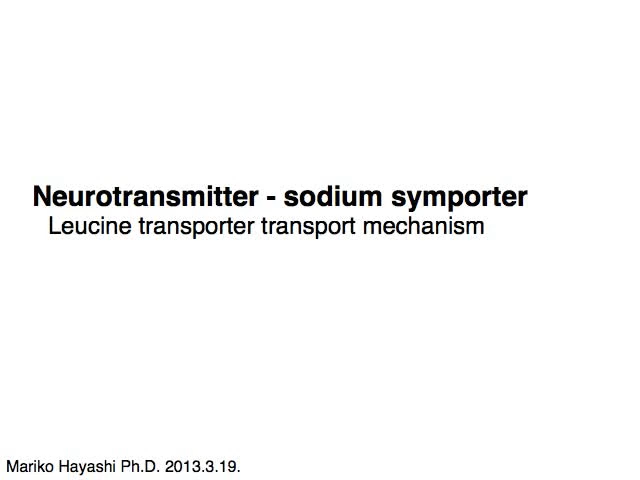 Neurotransmitter - sodium symporter
Leucine transporter transport mechanism
Mariko Hayashi Ph.D. 2013.3.19.